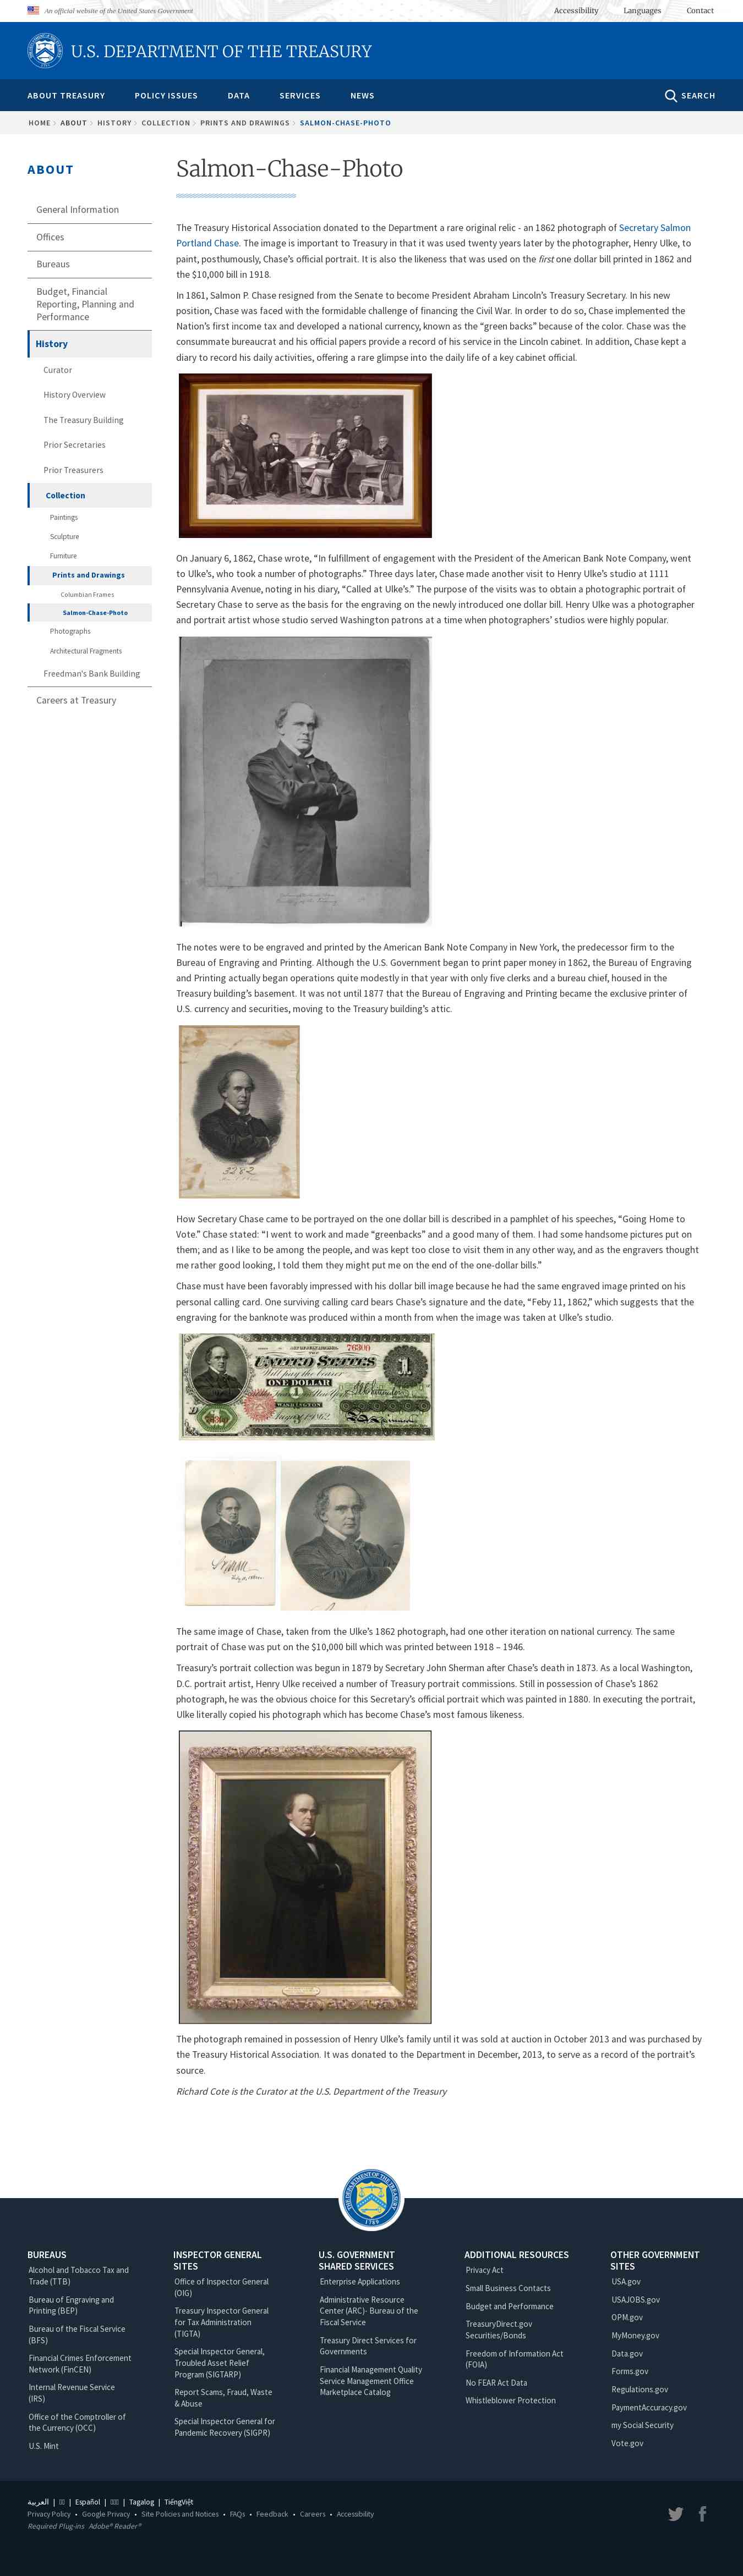 An official website of the United States Government
Accessibility Languages Contact
U.S. DEPARTMENT OF THE TREASURY
ABOUT TREASURY POLICY ISSUES DATA SERVICES NEWS SEARCH
HOME ABOUT HISTORY COLLECTION PRINTS AND DRAWINGS SALMON-CHASE-PHOTO
ABOUT
General Information
Offices
Bureaus
Budget, Financial
Reporting, Planning and
Performance
History
Curator
History Overview
The Treasury Building
Prior Secretaries
Prior Treasurers
Collection
Paintings
Sculpture
Furniture
Prints and Drawings
Columbian Frames
Salmon-Chase-Photo
Photographs
Architectural Fragments
Freedman's Bank Building
Careers at Treasury
Salmon-Chase-Photo
The Treasury Historical Association donated to the Department a rare original relic - an 1862 photograph of Secretary Salmon
Portland Chase. The image is important to Treasury in that it was used twenty years later by the photographer, Henry Ulke, to
paint, posthumously, Chase’s official portrait. It is also the likeness that was used on the first one dollar bill printed in 1862 and
the $10,000 bill in 1918.
In 1861, Salmon P. Chase resigned from the Senate to become President Abraham Lincoln’s Treasury Secretary. In his new
position, Chase was faced with the formidable challenge of financing the Civil War. In order to do so, Chase implemented the
Nation’s first income tax and developed a national currency, known as the “green backs” because of the color. Chase was the
consummate bureaucrat and his official papers provide a record of his service in the Lincoln cabinet. In addition, Chase kept a
diary to record his daily activities, offering a rare glimpse into the daily life of a key cabinet official.
On January 6, 1862, Chase wrote, “In fulfillment of engagement with the President of the American Bank Note Company, went
to Ulke’s, who took a number of photographs.” Three days later, Chase made another visit to Henry Ulke’s studio at 1111
Pennsylvania Avenue, noting in his diary, “Called at Ulke’s.” The purpose of the visits was to obtain a photographic portrait of
Secretary Chase to serve as the basis for the engraved image on the newly introduced one dollar bill. Henry Ulke was a photographer
and portrait artist whose studio served Washington patrons at a time when photographers’ studios were highly popular.
The notes were to be engraved and printed by the American Bank Note Company in New York, the predecessor firm to the
Bureau of Engraving and Printing. Although the U.S. Government began to print paper money in 1862, the Bureau of Engraving
and Printing actually began operations quite modestly in that year with only five clerks and a bureau chief, housed in the
Treasury building’s basement. It was not until 1877 that the Bureau of Engraving and Printing became the exclusive printer of
U.S. currency and securities, moving to the Treasury building’s attic.
3282
How Secretary Chase came to be portrayed on the one dollar bill is described in a pamphlet of his speeches, “Going Home to
Vote.” Chase stated: “I went to work and made “greenbacks” and a good many of them. I had some handsome pictures put on
them; and as I like to be among the people, and was kept too close to visit them in any other way, and as the engravers thought
me rather good looking, I told them they might put me on the end of the one-dollar bills.”
Chase must have been favorably impressed with his dollar bill image because he had the same engraved image printed on his
personal calling card. One surviving calling card bears Chase’s signature and the date, “Feby 11, 1862,” which suggests that the
engraving for the banknote was produced within a month from when the image was taken at Ulke’s studio.
76300
UNITED STATES
Will pay the bearer
ONE DOLLAR
1
WASHINGTON
August 1, 1862
76300
The same image of Chase, taken from the Ulke’s 1862 photograph, had one other iteration on national currency. The same
portrait of Chase was put on the $10,000 bill which was printed between 1918 – 1946.
Treasury’s portrait collection was begun in 1879 by Secretary John Sherman after Chase’s death in 1873. As a local Washington,
D.C. portrait artist, Henry Ulke received a number of Treasury portrait commissions. Still in possession of Chase’s 1862
photograph, he was the obvious choice for this Secretary’s official portrait which was painted in 1880. In executing the portrait,
Ulke literally copied his photograph which has become Chase’s most famous likeness.
The photograph remained in possession of Henry Ulke’s family until it was sold at auction in October 2013 and was purchased by
the Treasury Historical Association. It was donated to the Department in December, 2013, to serve as a record of the portrait’s
source.
Richard Cote is the Curator at the U.S. Department of the Treasury
THE DEPARTMENT OF THE TREASURY
1789
BUREAUS
Alcohol and Tobacco Tax and
Trade (TTB)
Bureau of Engraving and
Printing (BEP)
Bureau of the Fiscal Service
(BFS)
Financial Crimes Enforcement
Network (FinCEN)
Internal Revenue Service
(IRS)
Office of the Comptroller of
the Currency (OCC)
U.S. Mint
INSPECTOR GENERAL
SITES
Office of Inspector General
(OIG)
Treasury Inspector General
for Tax Administration
(TIGTA)
Special Inspector General,
Troubled Asset Relief
Program (SIGTARP)
Report Scams, Fraud, Waste
& Abuse
Special Inspector General for
Pandemic Recovery (SIGPR)
U.S. GOVERNMENT
SHARED SERVICES
Enterprise Applications
Administrative Resource
Center (ARC)- Bureau of the
Fiscal Service
Treasury Direct Services for
Governments
Financial Management Quality
Service Management Office
Marketplace Catalog
ADDITIONAL RESOURCES
Privacy Act
Small Business Contacts
Budget and Performance
TreasuryDirect.gov
Securities/Bonds
Freedom of Information Act
(FOIA)
No FEAR Act Data
Whistleblower Protection
OTHER GOVERNMENT
SITES
USA.gov
USAJOBS.gov
OPM.gov
MyMoney.gov
Data.gov
Forms.gov
Regulations.gov
PaymentAccuracy.gov
my Social Security
Vote.gov
العربية | | Español | | Tagalog | TiếngViệt
Privacy Policy • Google Privacy • Site Policies and Notices • FAQs • Feedback • Careers • Accessibility
Required Plug-ins Adobe® Reader®